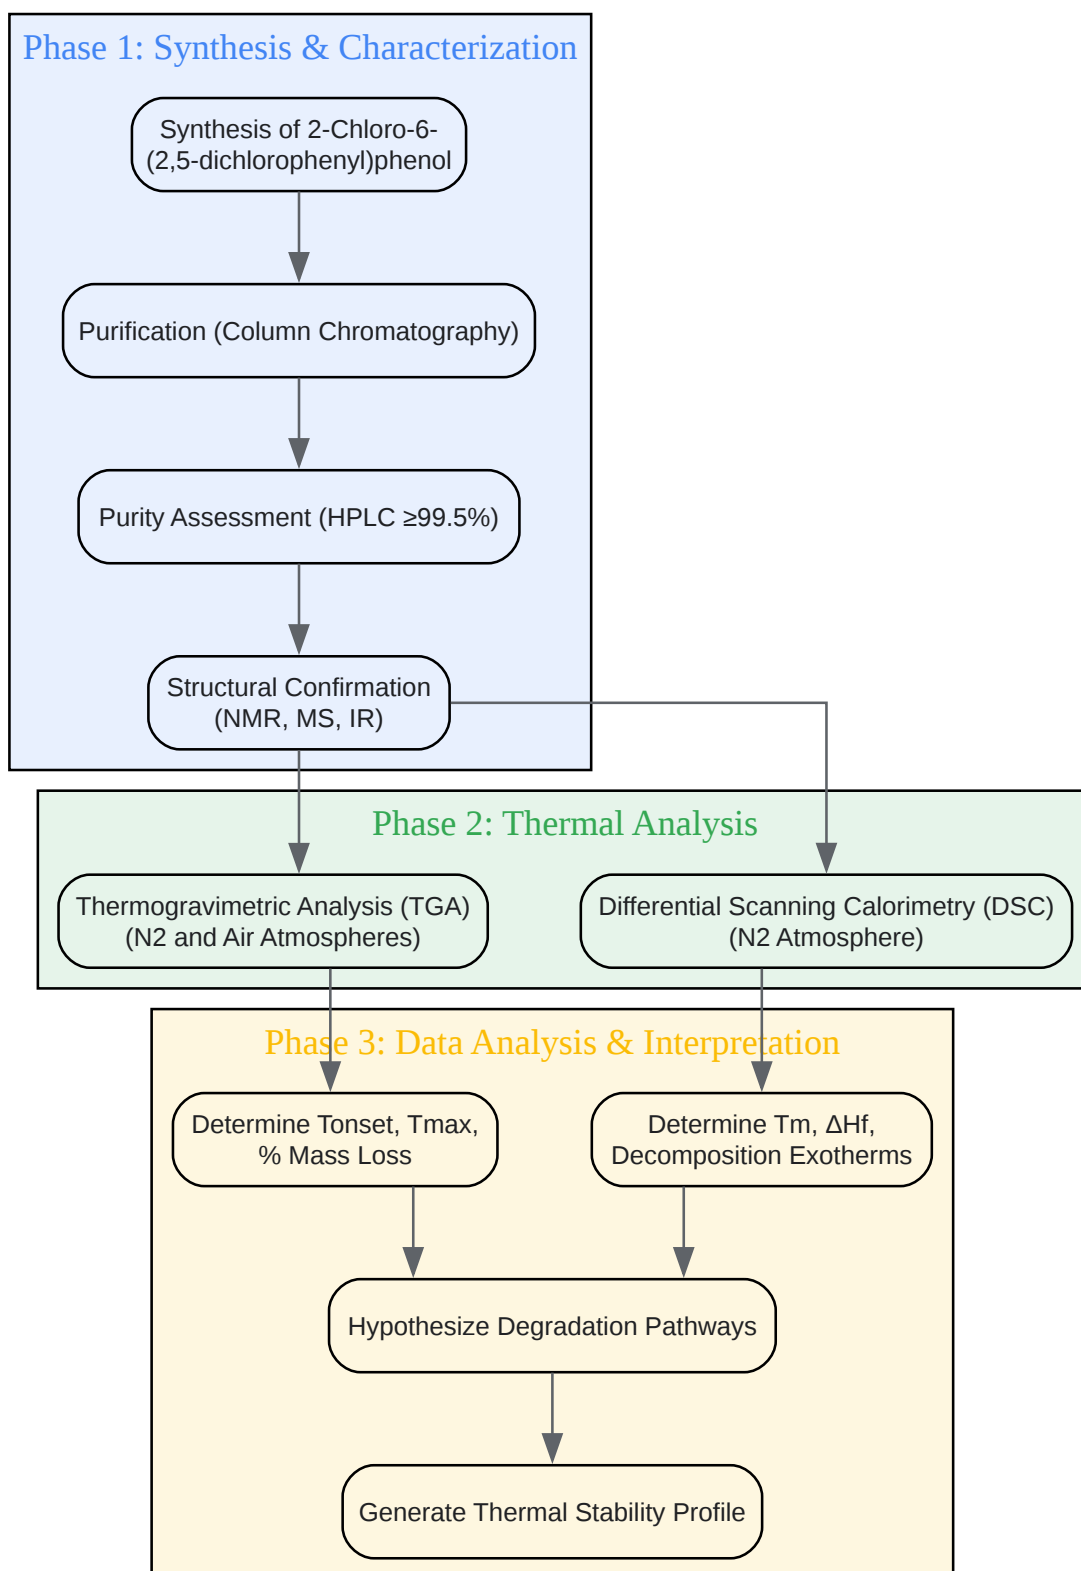 Phase 1: Synthesis & Characterization
Synthesis of 2-Chloro-6-
(2,5-dichlorophenyl)phenol
Purification (Column Chromatography)
Purity Assessment (HPLC ≥99.5%)
Structural Confirmation
(NMR, MS, IR)
Phase 2: Thermal Analysis
Thermogravimetric Analysis (TGA)
(N2 and Air Atmospheres)
Differential Scanning Calorimetry (DSC)
(N2 Atmosphere)
Phase 3: Data Analysis & Interpretation
Determine Tonset, Tmax,
% Mass Loss
Determine Tm, ΔHf,
Decomposition Exotherms
Hypothesize Degradation Pathways
Generate Thermal Stability Profile